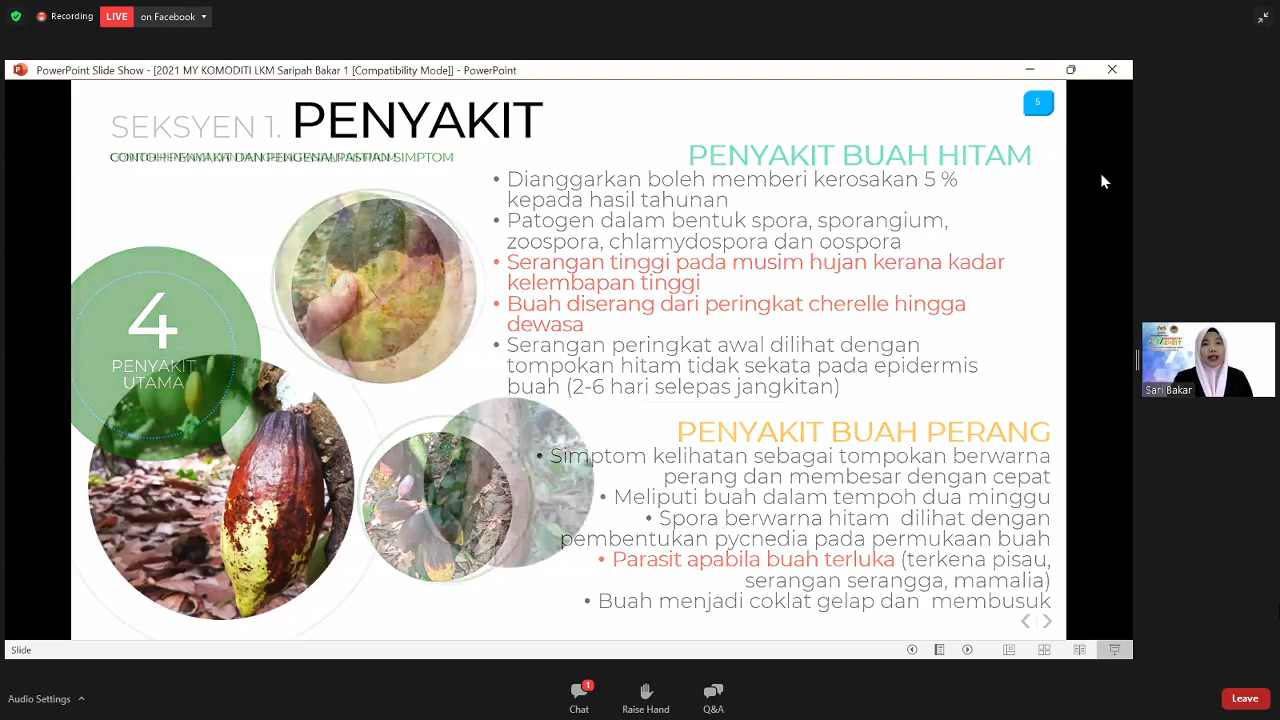 Recording
LIVE
on Facebook
PowerPoint Slide Show - [2021 MY KOMODITI LKM Saripah Bakar 1 [Compatibility Mode]] - PowerPoint
5
SEKSYEN 1. PENYAKIT
PENYAKIT BUAH HITAM
• Dianggarkan boleh memberi kerosakan 5 %
kepada hasil tahunan
• Patogen dalam bentuk spora, sporangium,
zoospora, chlamydospora dan oospora
• Serangan tinggi pada musim hujan kerana kadar
kelembapan tinggi
• Buah diserang dari peringkat cherelle hingga
dewasa
• Serangan peringkat awal dilihat dengan
tompokan hitam tidak sekata pada epidermis
buah (2-6 hari selepas jangkitan)
4
PENYAKIT
UTAMA
PENYAKIT BUAH PERANG
• Simptom kelihatan sebagai tompokan berwarna
perang dan membesar dengan cepat
• Meliputi buah dalam tempoh dua minggu
• Spora berwarna hitam dilihat dengan
pembentukan pycnedia pada permukaan buah
• Parasit apabila buah terluka (terkena pisau,
serangan serangga, mamalia)
• Buah menjadi coklat gelap dan membusuk
Sari Bakar
Slide
Audio Settings
1
Chat
Raise Hand
Q&A
Leave